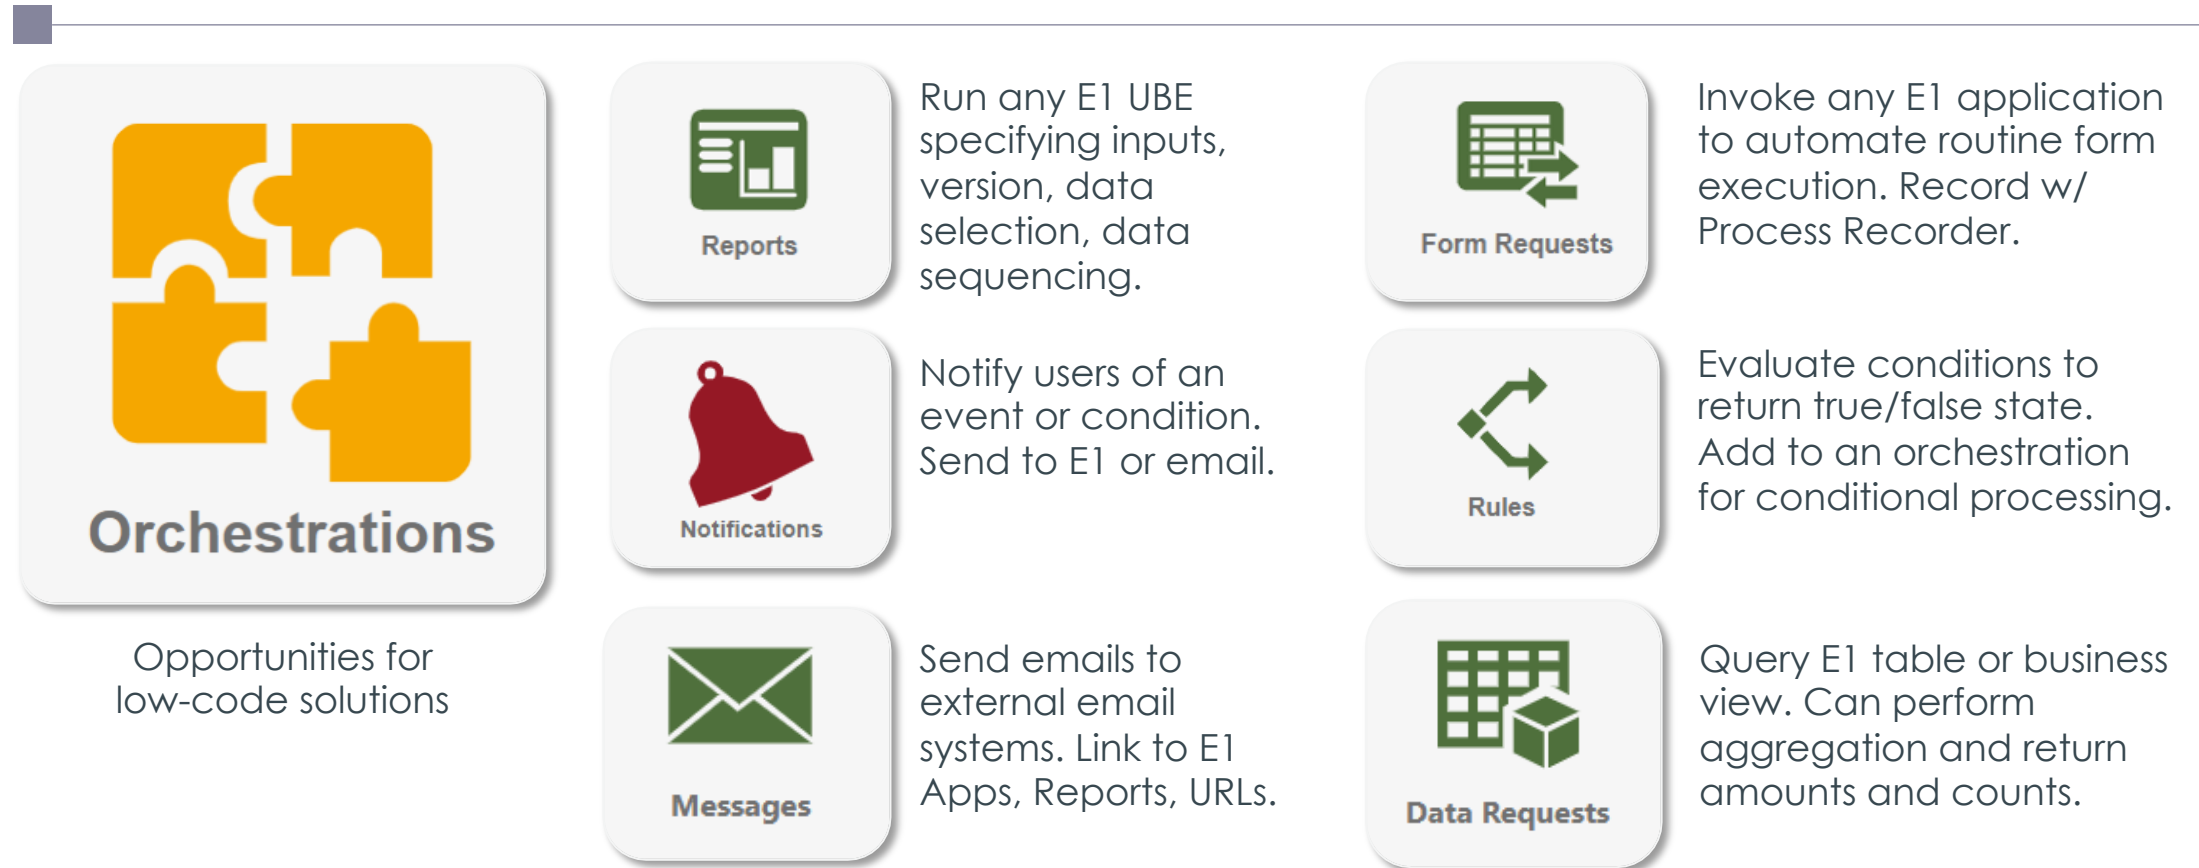 Orchestrations
Opportunities for
low-code solutions
Reports
Run any E1 UBE
specifying inputs,
version, data
selection, data
sequencing.
Form Requests
Invoke any E1 application
to automate routine form
execution. Record w/
Process Recorder.
Notifications
Notify users of an
event or condition.
Send to E1 or email.
Rules
Evaluate conditions to
return true/false state.
Add to an orchestration
for conditional processing.
Messages
Send emails to
external email
systems. Link to E1
Apps, Reports, URLs.
Data Requests
Query E1 table or business
view. Can perform
aggregation and return
amounts and counts.